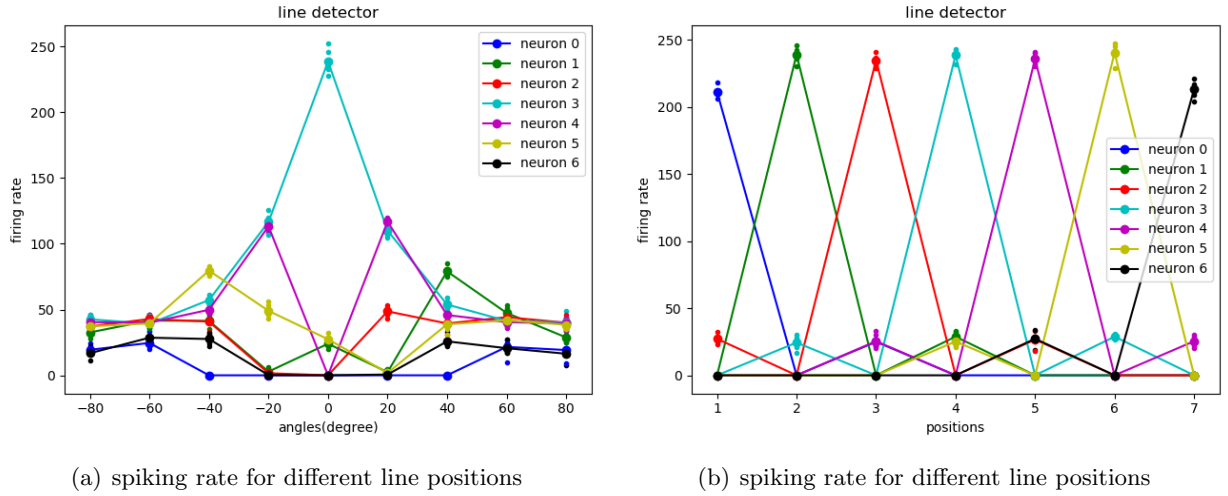 line detector
firing rate
250
200
150
100
50
0
neuron 0
neuron 1
neuron 2
neuron 3
neuron 4
neuron 5
neuron 6
−80 −60 −40 −20 0 20 40 60 80
angles(degree)
(a) spiking rate for different line positions
line detector
firing rate
250
200
150
100
50
0
neuron 0
neuron 1
neuron 2
neuron 3
neuron 4
neuron 5
neuron 6
1 2 3 4 5 6 7
positions
(b) spiking rate for different line positions